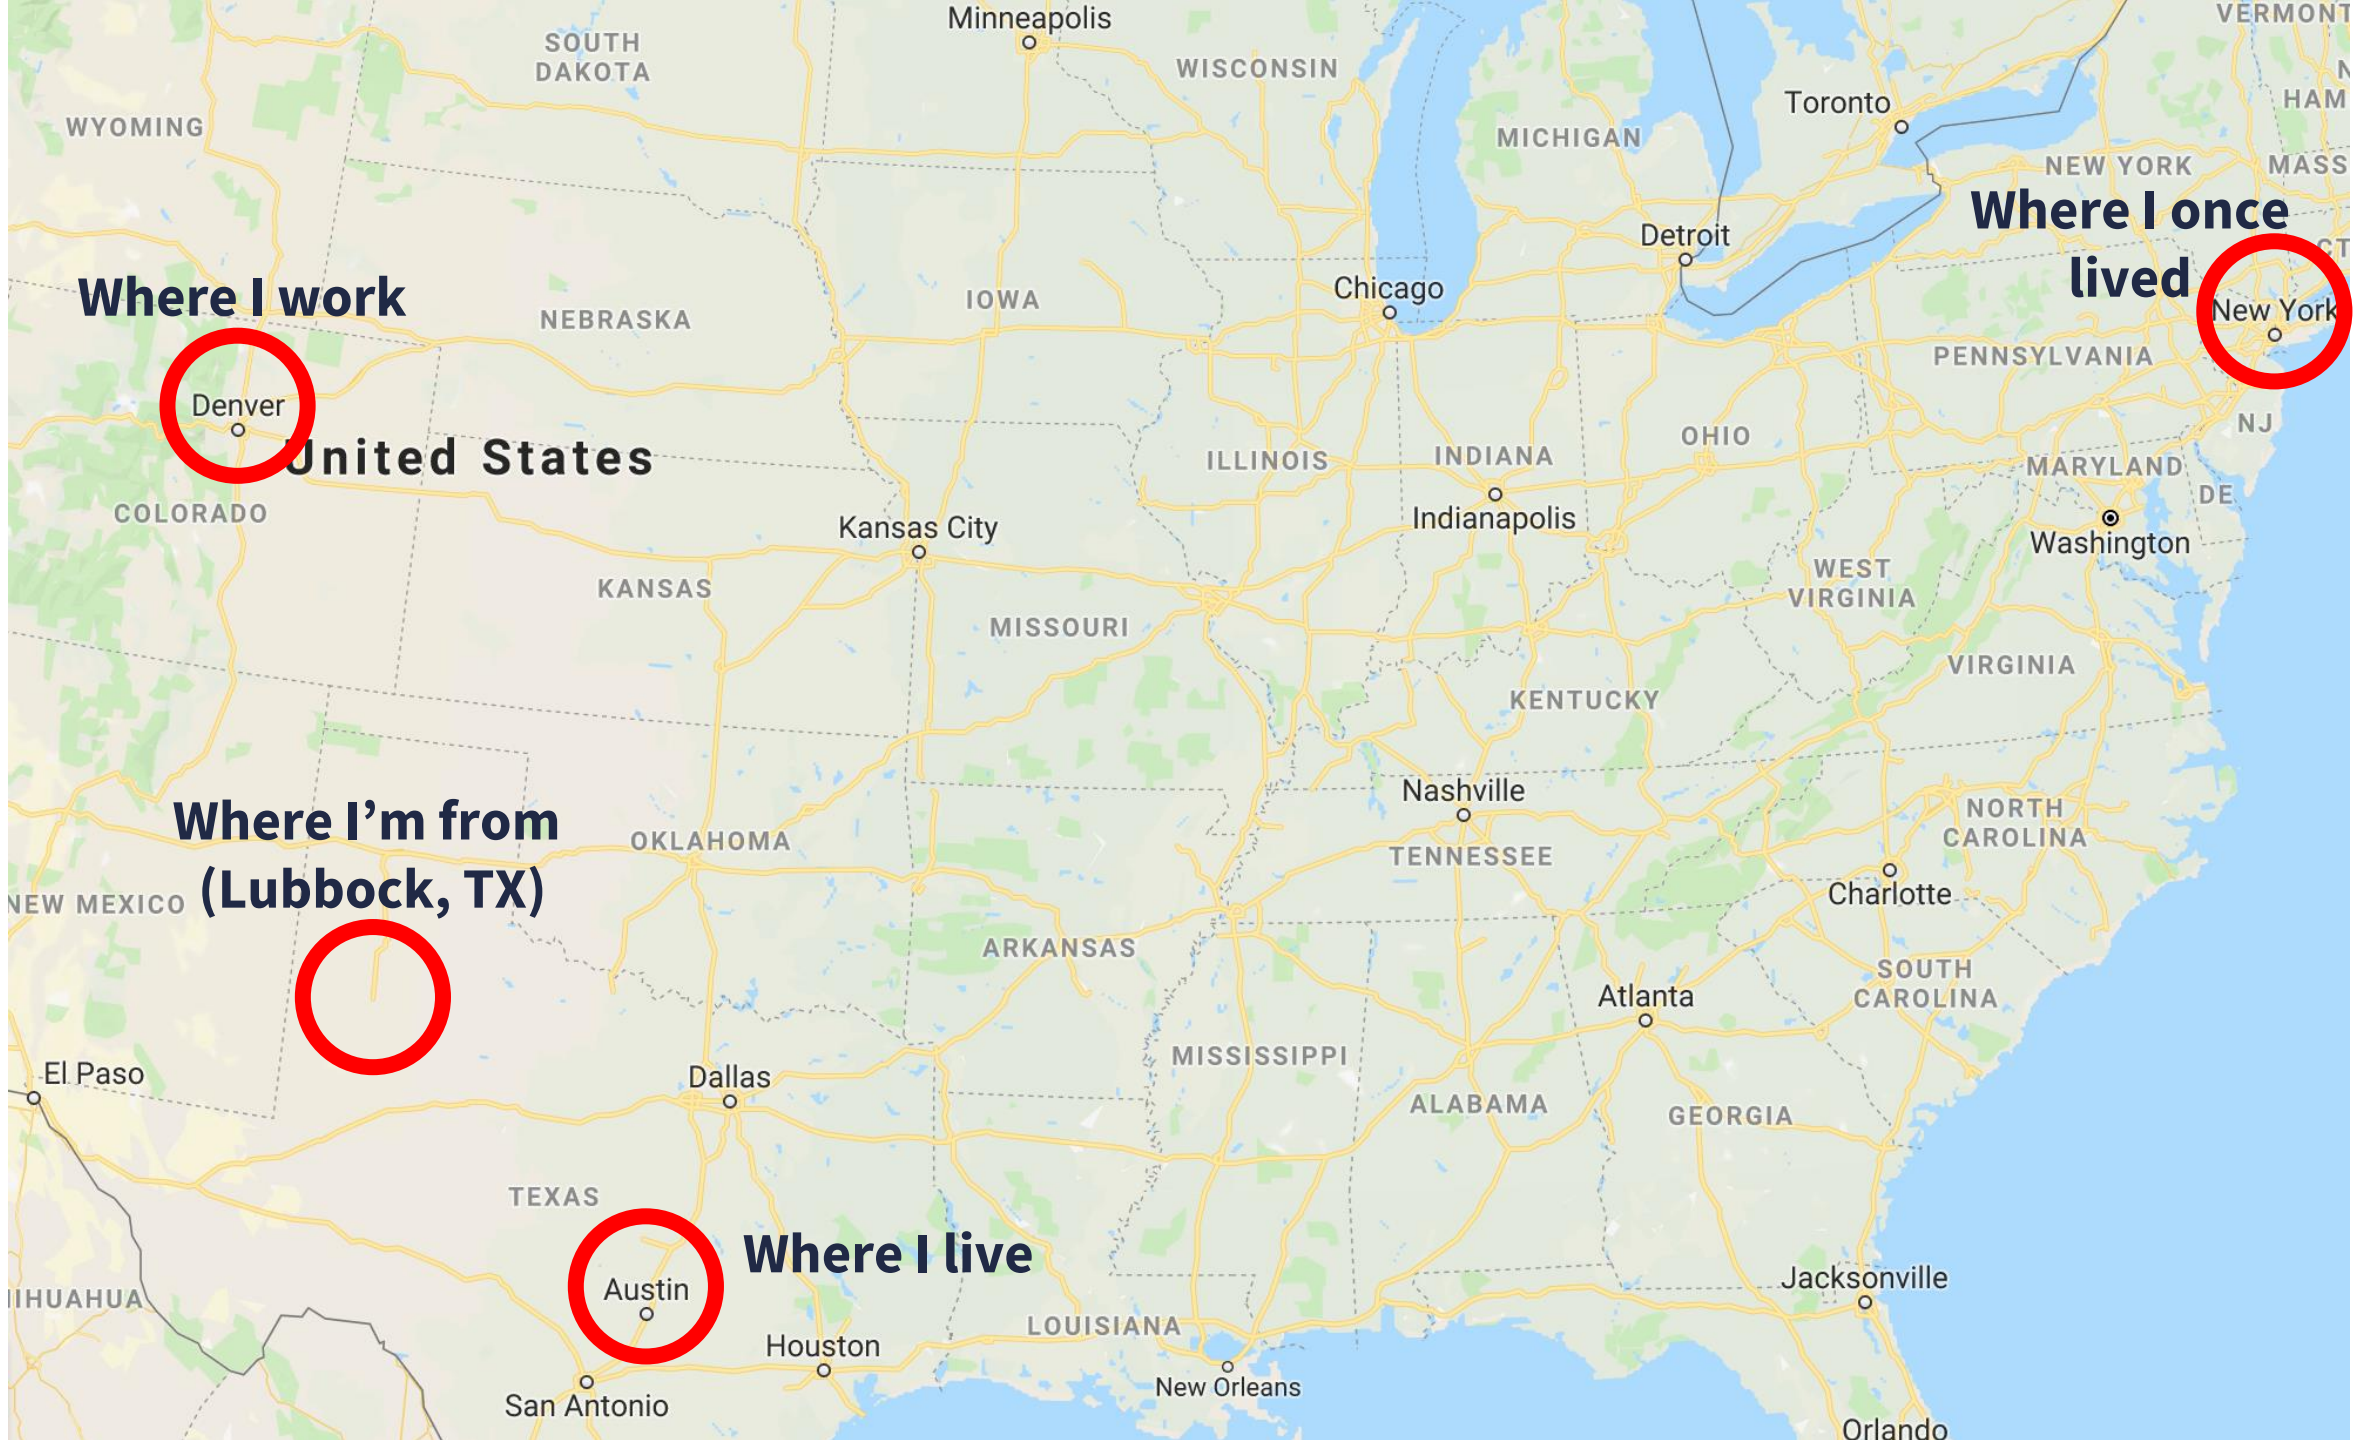 Minneapolis
VERMONT
SOUTH
DAKOTA
WISCONSIN
N
HAM
Toronto
WYOMING
MICHIGAN
NEW YORK
MASS
Where I once
lived
Detroit
CT
Where I work
Chicago
IOWA
NEBRASKA
New York
PENNSYLVANIA
Denver
NJ
United States
OHIO
ILLINOIS
INDIANA
MARYLAND
DE
COLORADO
Kansas City
Indianapolis
Washington
KANSAS
WEST
VIRGINIA
MISSOURI
VIRGINIA
KENTUCKY
Nashville
Where I’m from
(Lubbock, TX)
OKLAHOMA
NORTH
CAROLINA
TENNESSEE
NEW MEXICO
Charlotte
ARKANSAS
SOUTH
CAROLINA
Atlanta
El Paso
Dallas
MISSISSIPPI
ALABAMA
GEORGIA
TEXAS
Where I live
Austin
Jacksonville
IHUAHUA
LOUISIANA
Houston
New Orleans
San Antonio
Orlando